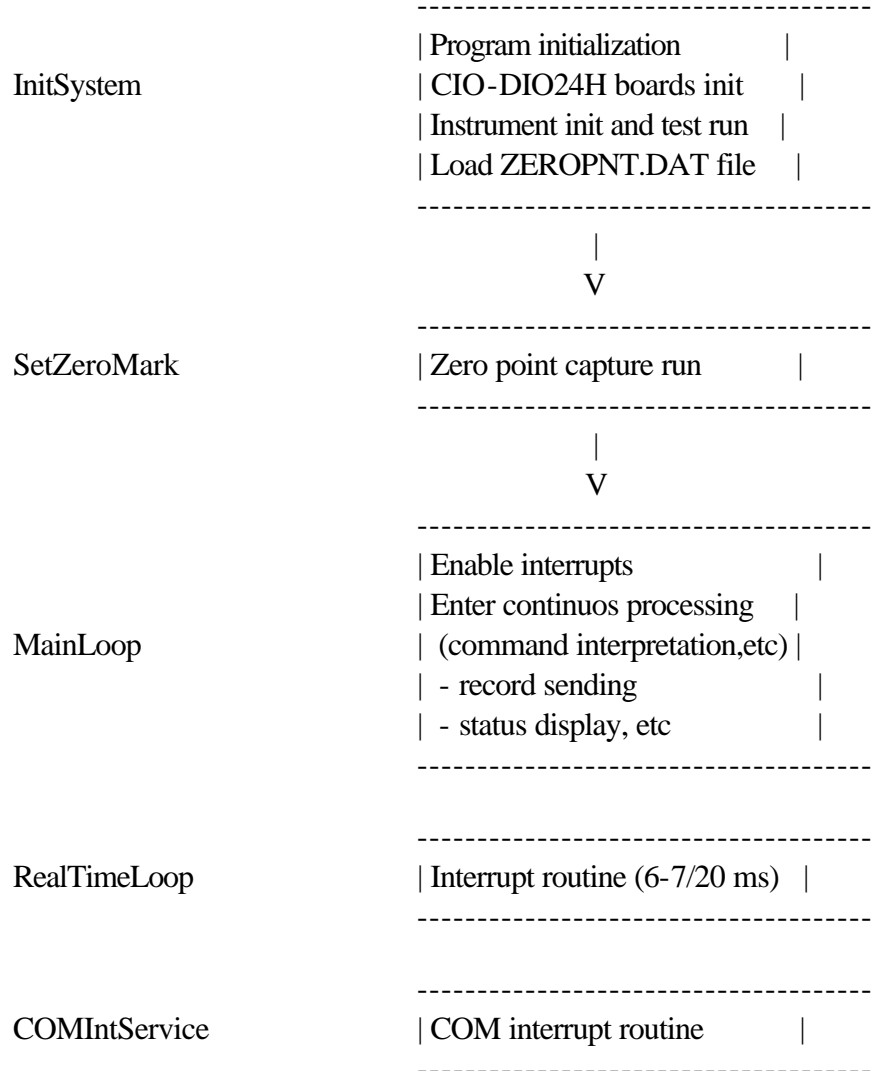 --------------------------------------
| Program initialization |
InitSystem | CIO-DIO24H boards init |
| Instrument init and test run |
| Load ZEROPNT.DAT file |
--------------------------------------
|
V
--------------------------------------
SetZeroMark | Zero point capture run |
--------------------------------------
|
V
--------------------------------------
| Enable interrupts |
| Enter continuos processing |
MainLoop | (command interpretation,etc) |
| - record sending |
| - status display, etc |
--------------------------------------
--------------------------------------
RealTimeLoop | Interrupt routine (6-7/20 ms) |
--------------------------------------
--------------------------------------
COMIntService | COM interrupt routine |
--------------------------------------